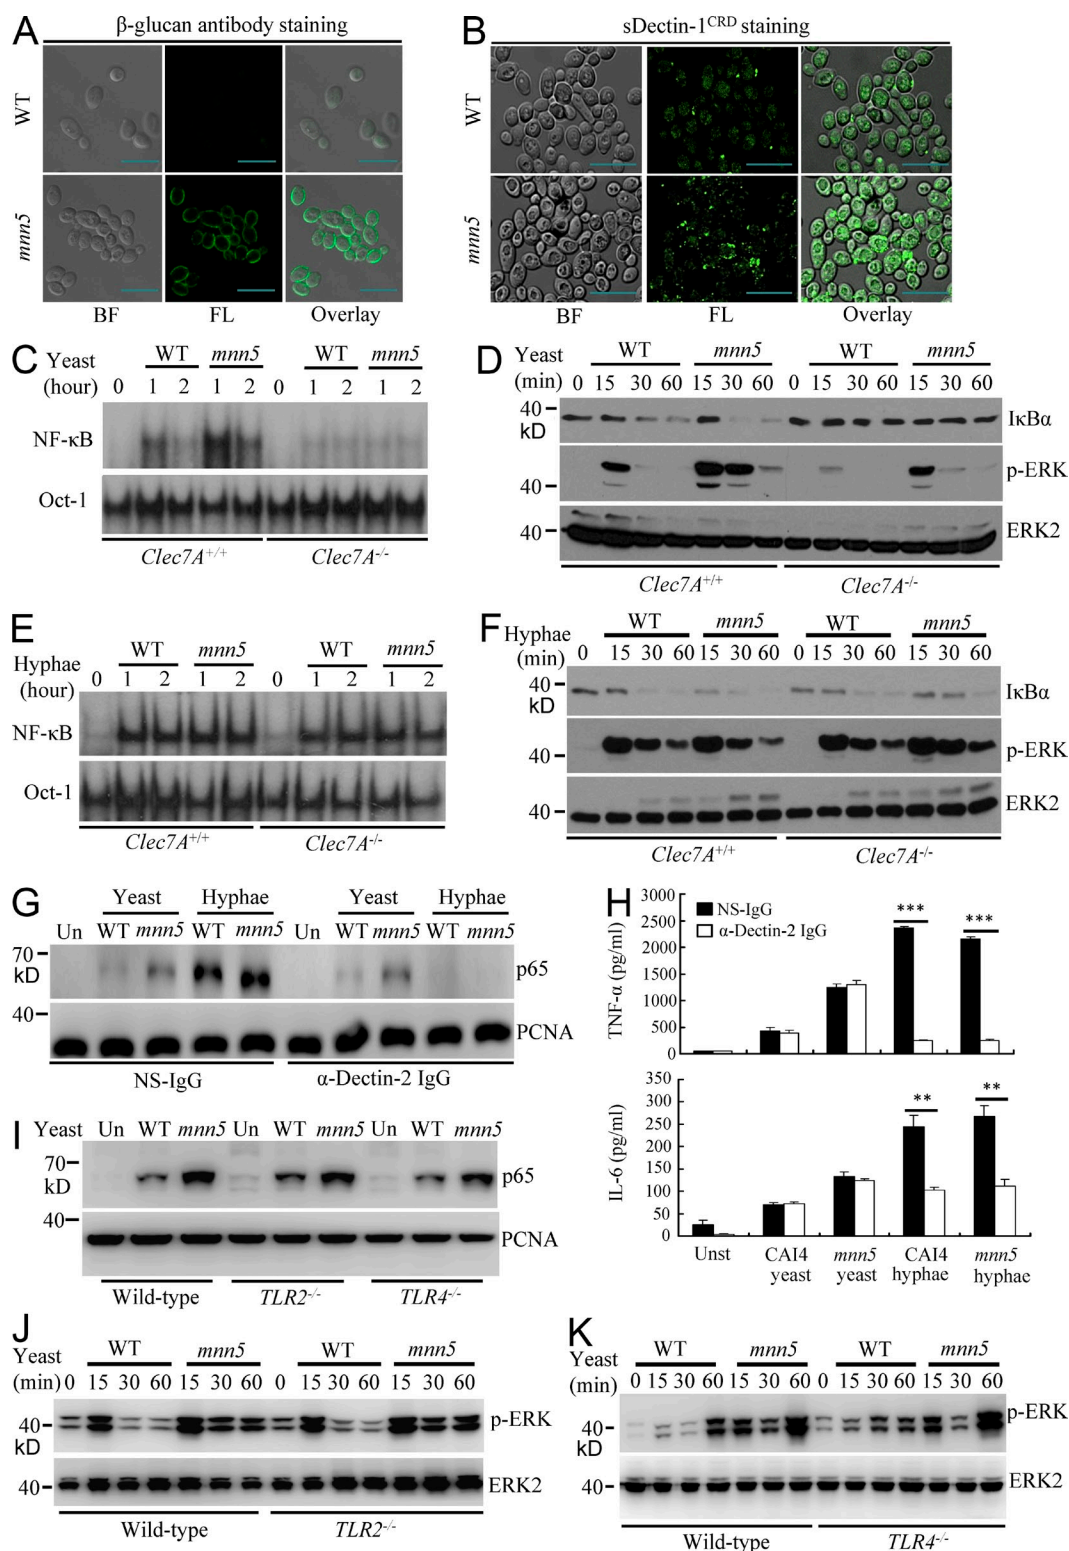 A
β-glucan antibody staining
WT
mnn5
BF FL Overlay
B
sDectin-1CRD staining
WT
mnn5
BF FL Overlay
C
Yeast WT mnn5 WT mnn5
(hour) 0 1 2 1 2 0 1 2 1 2
NF-κB
Oct-1
Clec7A+/+ Clec7A-/-
D
Yeast WT mnn5 WT mnn5
(min) 0 15 30 60 15 30 60 0 15 30 60 15 30 60
40
kD
IκBα
p-ERK
40
ERK2
40
Clec7A+/+ Clec7A-/-
E
Hyphae WT mnn5 WT mnn5
(hour) 0 1 2 1 2 0 1 2 1 2
NF-κB
Oct-1
Clec7A+/+ Clec7A-/-
F
Hyphae WT mnn5 WT mnn5
(min) 0 15 30 60 15 30 60 0 15 30 60 15 30 60
40
kD
IκBα
p-ERK
40
ERK2
40
Clec7A+/+ Clec7A-/-
G
Yeast Hyphae Yeast Hyphae
Un WT mnn5 WT mnn5 Un WT mnn5 WT mnn5
70
kD
p65
40
PCNA
NS-IgG α-Dectin-2 IgG
H
NS-IgG
α-Dectin-2 IgG
*** ***
TNF-α (pg/ml)
3000
2500
2000
1500
1000
500
0
IL-6 (pg/ml)
350
300
250
200
150
100
50
0
** **
Unst CAI4 mnn5 CAI4 mnn5
yeast yeast hyphae hyphae
I
Yeast Un WT mnn5 Un WT mnn5 Un WT mnn5
70
kD
p65
40
PCNA
Wild-type TLR2-/- TLR4-/-
J
Yeast WT mnn5 WT mnn5
(min) 0 15 30 60 15 30 60 0 15 30 60 15 30 60
p-ERK
40
kD
40
ERK2
Wild-type TLR2-/-
K
Yeast WT mnn5 WT mnn5
(min) 0 15 30 60 15 30 60 0 15 30 60 15 30 60
p-ERK
40
kD
40
ERK2
Wild-type TLR4-/-